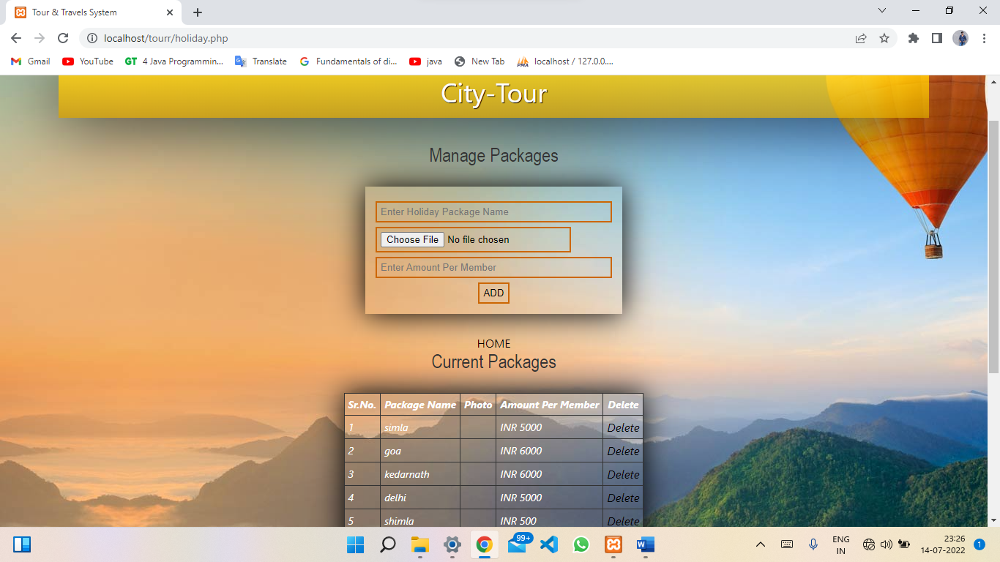 Tour & Travels System
localhost/tourr/holiday.php
Gmail YouTube GT 4 Java Programmin... Translate G Fundamentals of di... java New Tab PMA localhost / 127.0.0....
City-Tour
Manage Packages
Enter Holiday Package Name
Choose File No file chosen
Enter Amount Per Member
ADD
HOME
Current Packages
Sr.No. Package Name Photo Amount Per Member Delete
1 simla INR 5000 Delete
2 goa INR 6000 Delete
3 kedarnath INR 6000 Delete
4 delhi INR 5000 Delete
5 shimla INR 500 Delete
99+
ENG
IN
23:26
14-07-2022
1